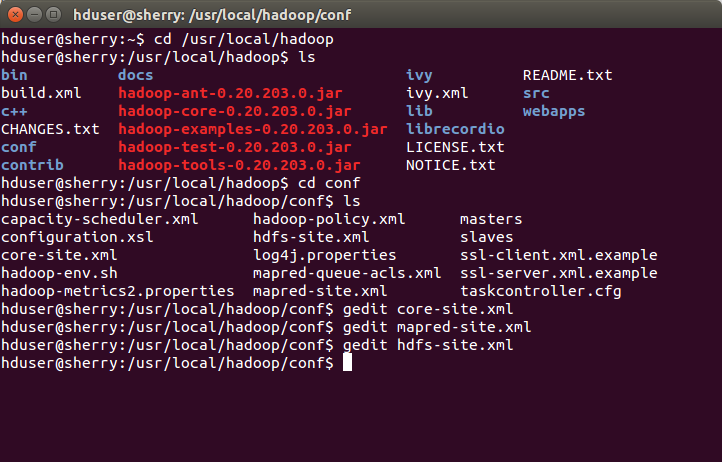 hduser@sherry: /usr/local/hadoop/conf
hduser@sherry:~$ cd /usr/local/hadoop
hduser@sherry:/usr/local/hadoop$ ls
bin docs ivy README.txt
build.xml hadoop-ant-0.20.203.0.jar ivy.xml src
c++ hadoop-core-0.20.203.0.jar lib webapps
CHANGES.txt hadoop-examples-0.20.203.0.jar librecordio
conf hadoop-test-0.20.203.0.jar LICENSE.txt
contrib hadoop-tools-0.20.203.0.jar NOTICE.txt
hduser@sherry:/usr/local/hadoop$ cd conf
hduser@sherry:/usr/local/hadoop/conf$ ls
capacity-scheduler.xml hadoop-policy.xml masters
configuration.xsl hdfs-site.xml slaves
core-site.xml log4j.properties ssl-client.xml.example
hadoop-env.sh mapred-queue-acls.xml ssl-server.xml.example
hadoop-metrics2.properties mapred-site.xml taskcontroller.cfg
hduser@sherry:/usr/local/hadoop/conf$ gedit core-site.xml
hduser@sherry:/usr/local/hadoop/conf$ gedit mapred-site.xml
hduser@sherry:/usr/local/hadoop/conf$ gedit hdfs-site.xml
hduser@sherry:/usr/local/hadoop/conf$